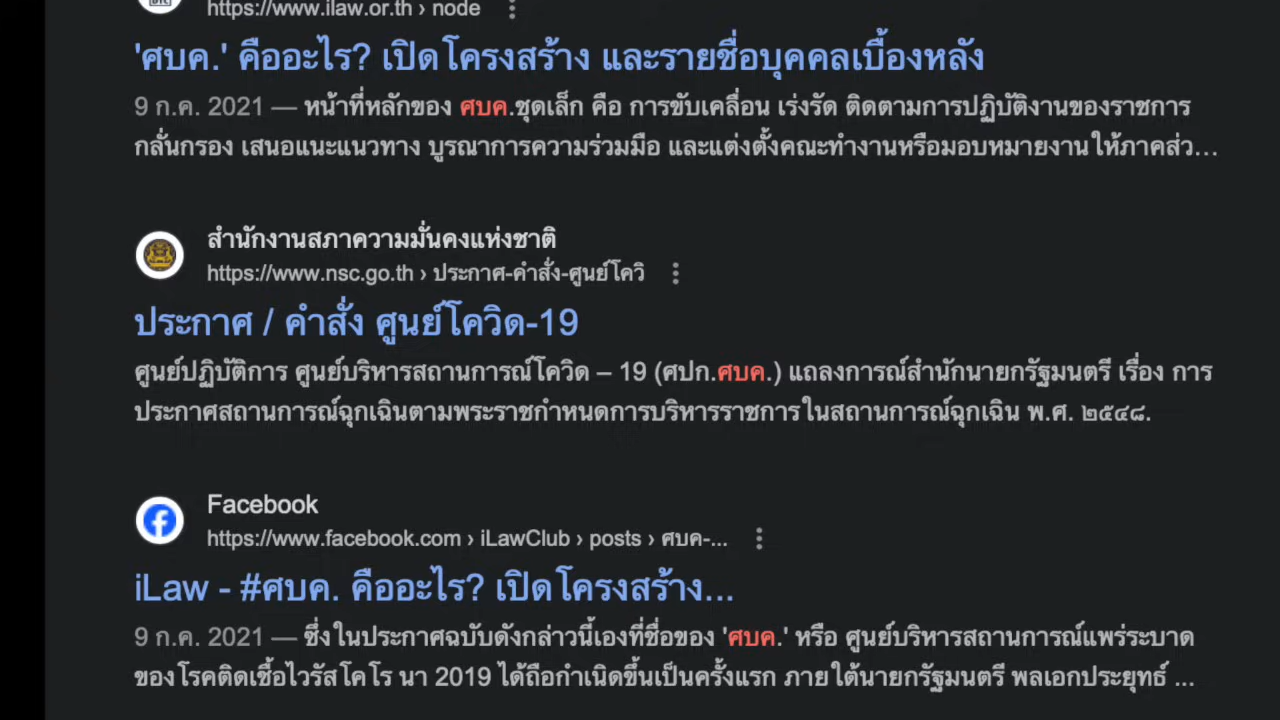 https://www.ilaw.or.th › node
'ศบค.' คืออะไร? เปิดโครงสร้าง และรายชื่อบุคคลเบื้องหลัง
9 ก.ค. 2021 — หน้าที่หลักของ ศบค.ชุดเล็ก คือ การขับเคลื่อน เร่งรัด ติดตามการปฏิบัติงานของราชการ
กลั่นกรอง เสนอแนะแนวทาง บูรณาการความร่วมมือ และแต่งตั้งคณะทำงานหรือมอบหมายงานให้ภาคส่ว...
สำนักงานสภาความมั่นคงแห่งชาติ
https://www.nsc.go.th › ประกาศ-คำสั่ง-ศูนย์โควิ
ประกาศ / คำสั่ง ศูนย์โควิด-19
ศูนย์ปฏิบัติการ ศูนย์บริหารสถานการณ์โควิด – 19 (ศปก.ศบค.) แถลงการณ์สำนักนายกรัฐมนตรี เรื่อง การ
ประกาศสถานการณ์ฉุกเฉินตามพระราชกำหนดการบริหารราชการในสถานการณ์ฉุกเฉิน พ.ศ. ๒๕๔๘.
Facebook
https://www.facebook.com › iLawClub › posts › ศบค-...
iLaw - #ศบค. คืออะไร? เปิดโครงสร้าง...
9 ก.ค. 2021 — ซึ่งในประกาศฉบับดังกล่าวนี้เองที่ชื่อของ 'ศบค.' หรือ ศูนย์บริหารสถานการณ์แพร่ระบาด
ของโรคติดเชื้อไวรัสโคโร นา 2019 ได้ถือกำเนิดขึ้นเป็นครั้งแรก ภายใต้นายกรัฐมนตรี พลเอกประยุทธ์ ...